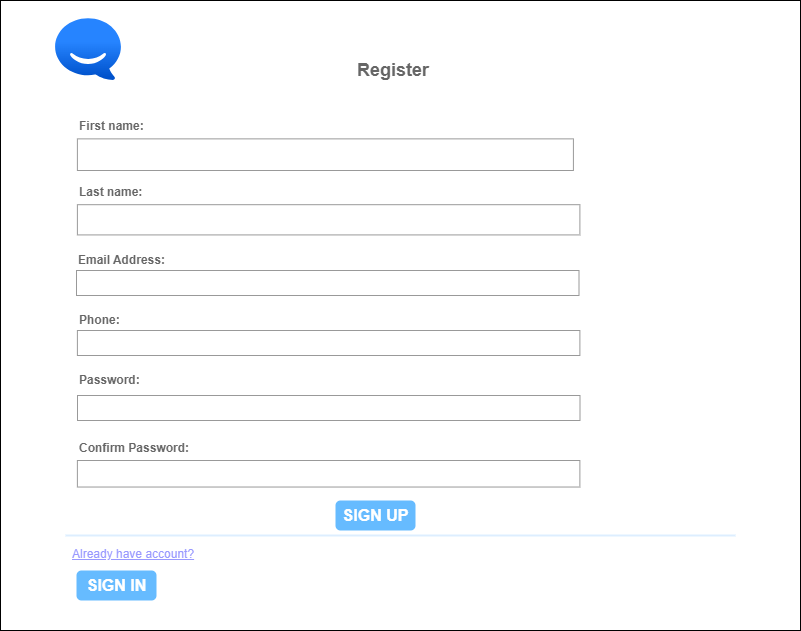 Register
First name:
Last name:
Email Address:
Phone:
Password:
Confirm Password:
SIGN UP
Already have account?
SIGN IN